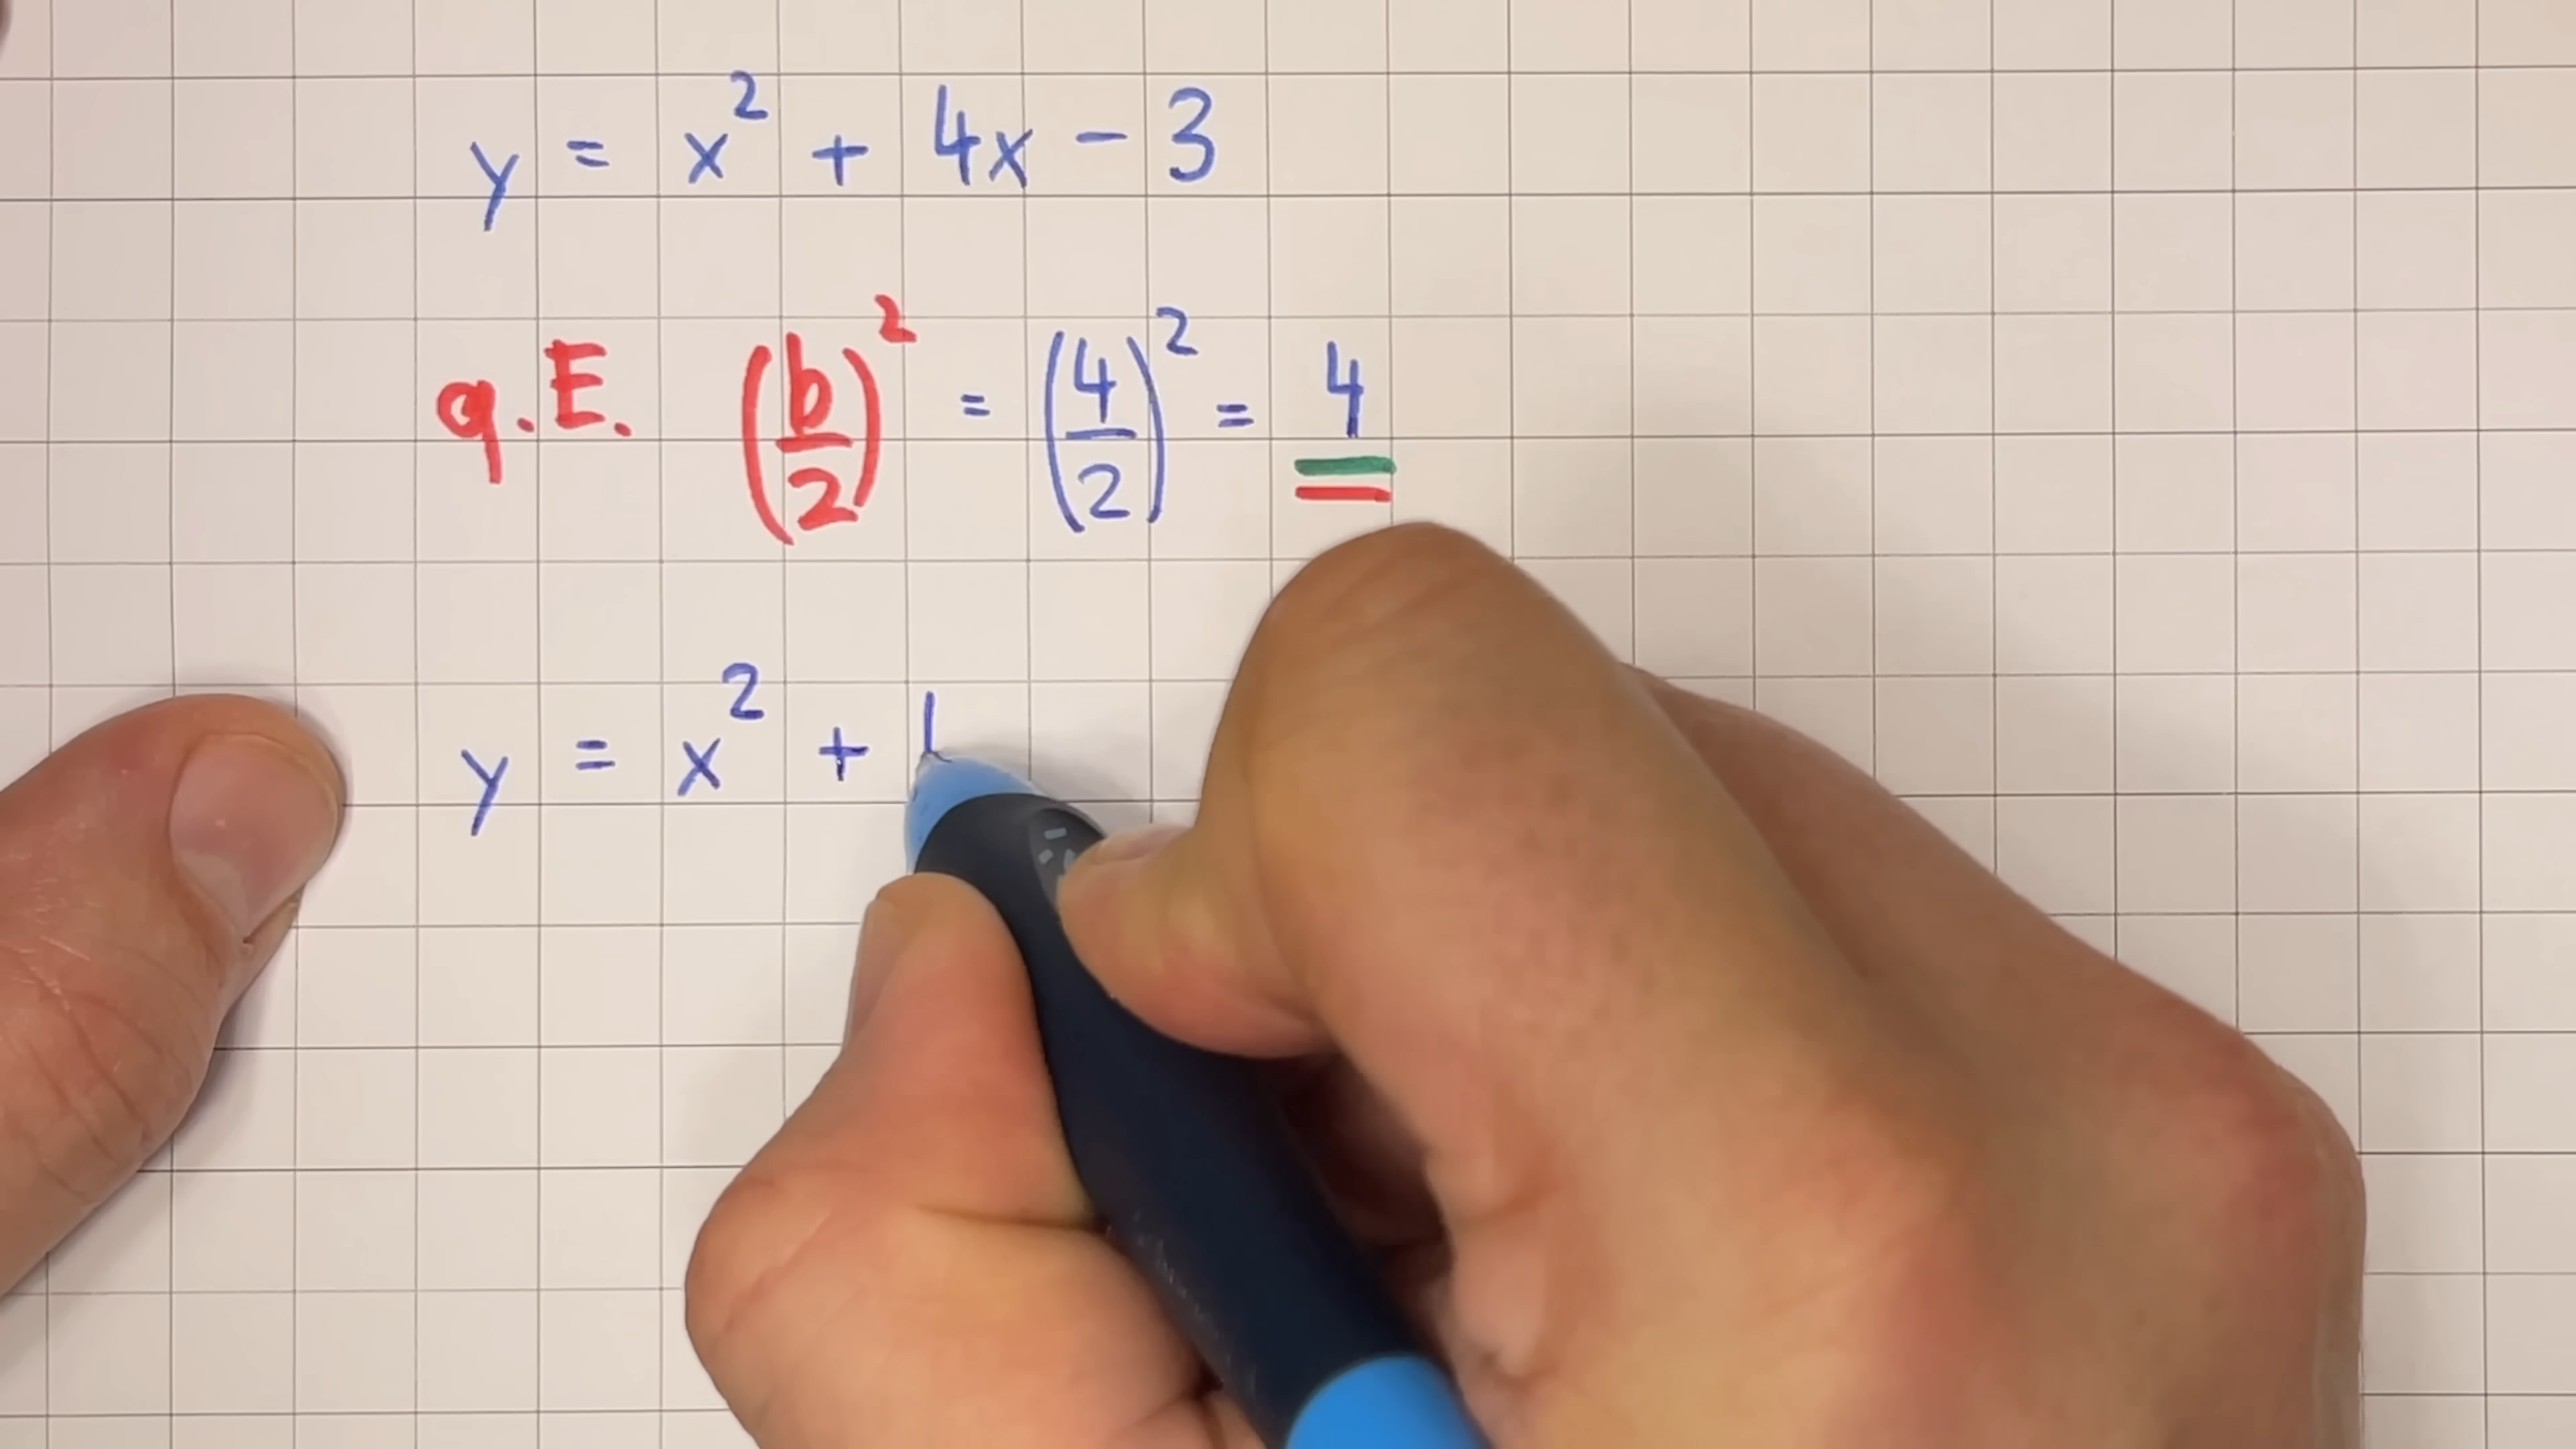 y = x² + 4x - 3
q.E. (b/2)² = (4/2)² = 4
y = x² +